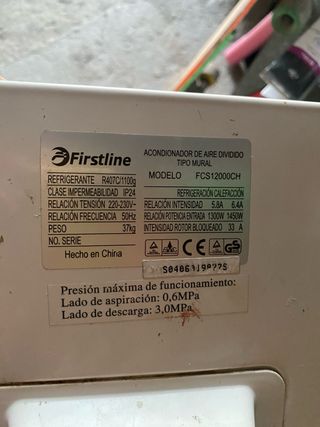 Firstline
ACONDIONADOR DE AIRE DIVIDIDO
TIPO MURAL
MODELO FCS12000CH
REFRIGERANTE R407C/1100g
CLASE IMPERMEABILIDAD IP24
RELACIÓN TENSIÓN 220-230V~
RELACIÓN FRECUENCIA 50Hz
PESO 37kg
NO. SERIE
Hecho en China
REFRIGERACIÓN CALEFACCIÓN
RELACIÓN INTENSIDAD 5.8A 6.4A
RELACIÓN POTENCIA ENTRADA 1300W 1450W
INTENSIDAD ROTOR BLOQUEADO 33 A
GS
Presión máxima de funcionamiento:
Lado de aspiración: 0,6MPa
Lado de descarga: 3,0MPa